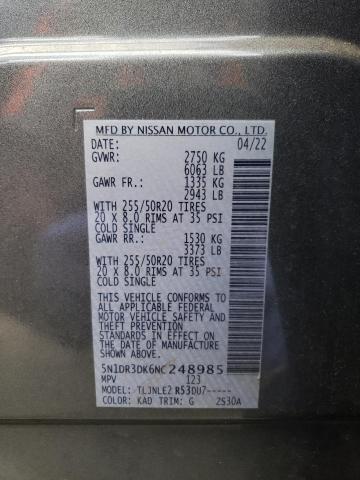 MFD BY NISSAN MOTOR CO., LTD.
DATE: 04/22
GVWR: 2750 KG
6063 LB
GAWR FR.: 1335 KG
2943 LB
WITH 255/50R20 TIRES
20 X 8.0 RIMS AT 35 PSI
COLD SINGLE
GAWR RR.: 1530 KG
3373 LB
WITH 255/50R20 TIRES
20 X 8.0 RIMS AT 35 PSI
COLD SINGLE
THIS VEHICLE CONFORMS TO
ALL APPLICABLE FEDERAL
MOTOR VEHICLE SAFETY AND
THEFT PREVENTION
STANDARDS IN EFFECT ON
THE DATE OF MANUFACTURE
SHOWN ABOVE.
5N1DR3DK6NC248985
MPV 123
MODEL: TLJNLE2 R53DU7-----
COLOR: KAD TRIM: G 2S30A